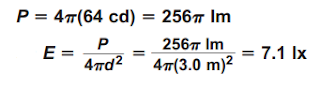 P = 4π(64 cd) = 256π lm
E = P / 4πd² = 256π lm / 4π(3.0 m)² = 7.1 lx